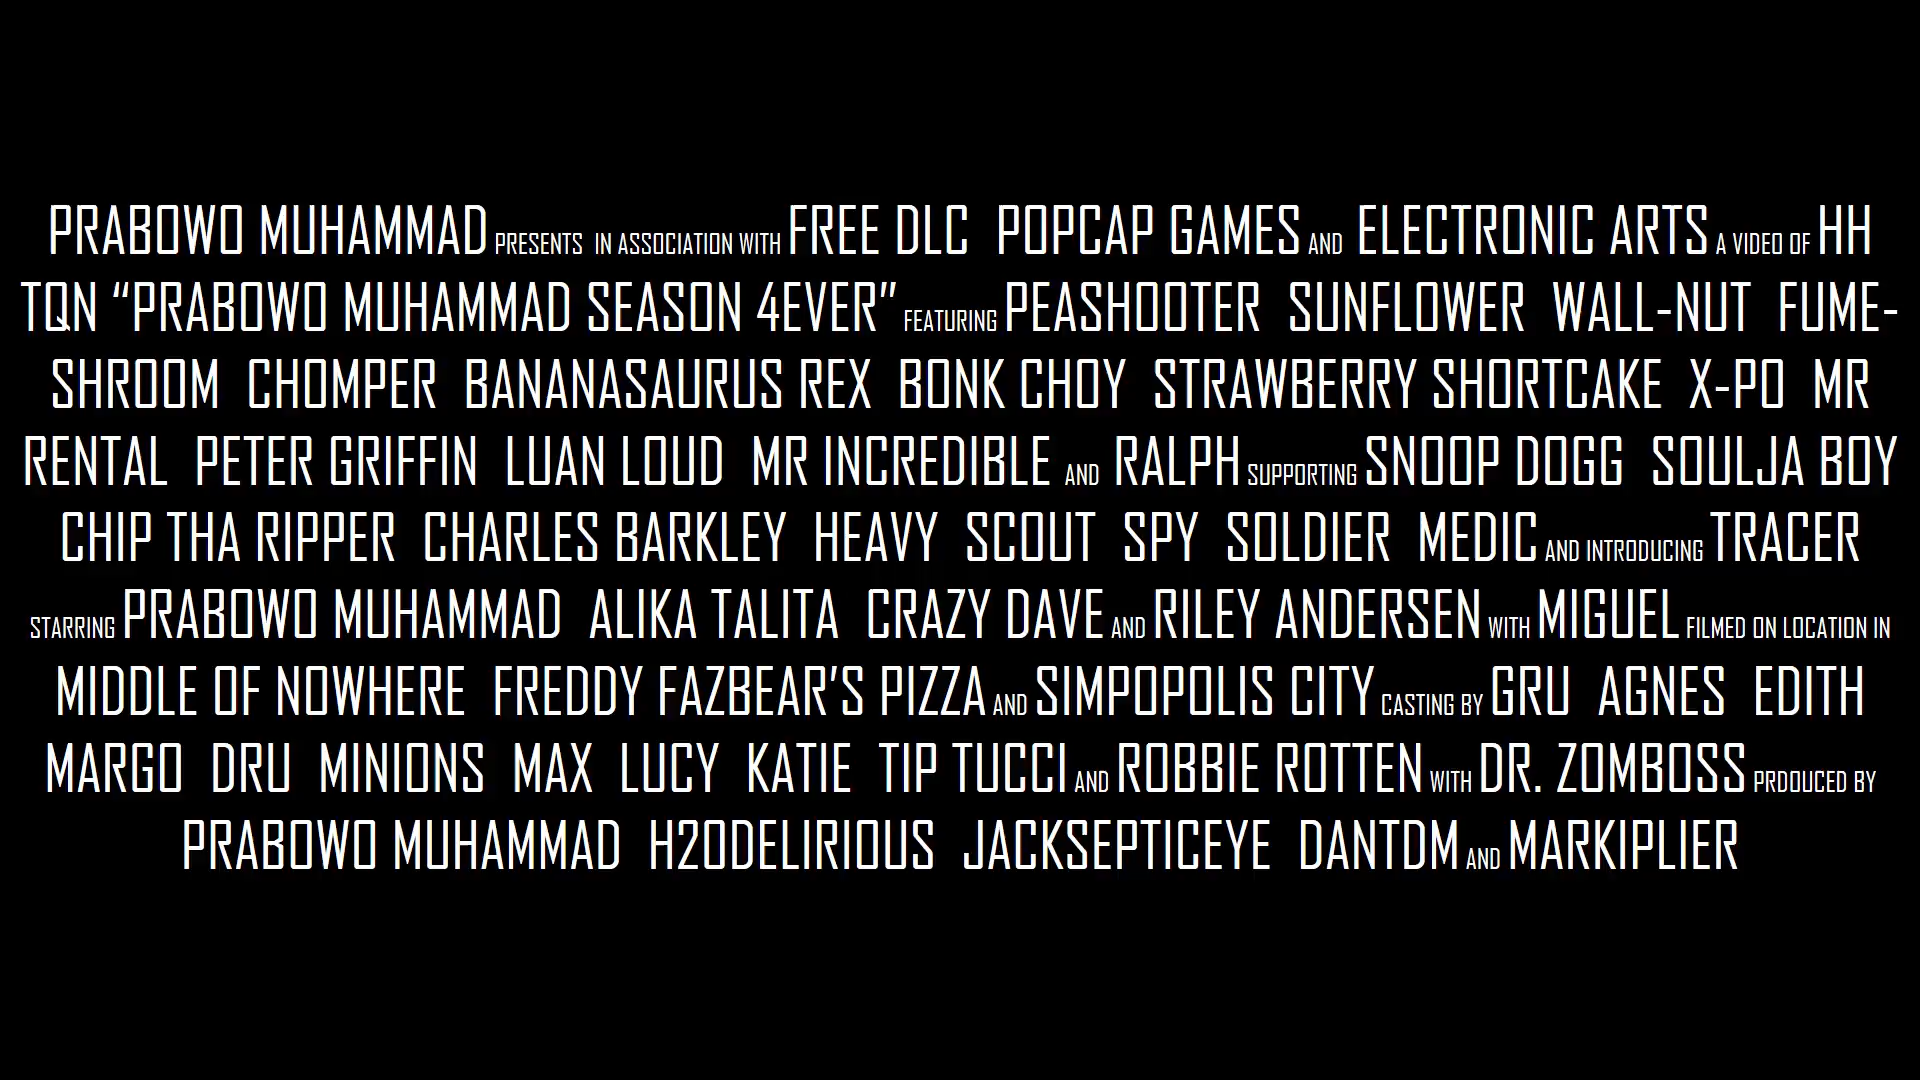 PRABOWO MUHAMMAD PRESENTS IN ASSOCIATION WITH FREE DLC POPCAP GAMES AND ELECTRONIC ARTS A VIDEO OF HH
TQN “PRABOWO MUHAMMAD SEASON 4EVER” FEATURING PEASHOOTER SUNFLOWER WALL-NUT FUME-
SHROOM CHOMPER BANANASAURUS REX BONK CHOY STRAWBERRY SHORTCAKE X-PO MR
RENTAL PETER GRIFFIN LUAN LOUD MR INCREDIBLE AND RALPH SUPPORTING SNOOP DOGG SOULJA BOY
CHIP THA RIPPER CHARLES BARKLEY HEAVY SCOUT SPY SOLDIER MEDIC AND INTRODUCING TRACER
STARRING PRABOWO MUHAMMAD ALIKA TALITA CRAZY DAVE AND RILEY ANDERSEN WITH MIGUEL FILMED ON LOCATION IN
MIDDLE OF NOWHERE FREDDY FAZBEAR’S PIZZA AND SIMPOPOLIS CITY CASTING BY GRU AGNES EDITH
MARGO DRU MINIONS MAX LUCY KATIE TIP TUCCI AND ROBBIE ROTTEN WITH DR. ZOMBOSS PRDOUCED BY
PRABOWO MUHAMMAD H2ODELIRIOUS JACKSEPTICEYE DANTDM AND MARKIPLIER